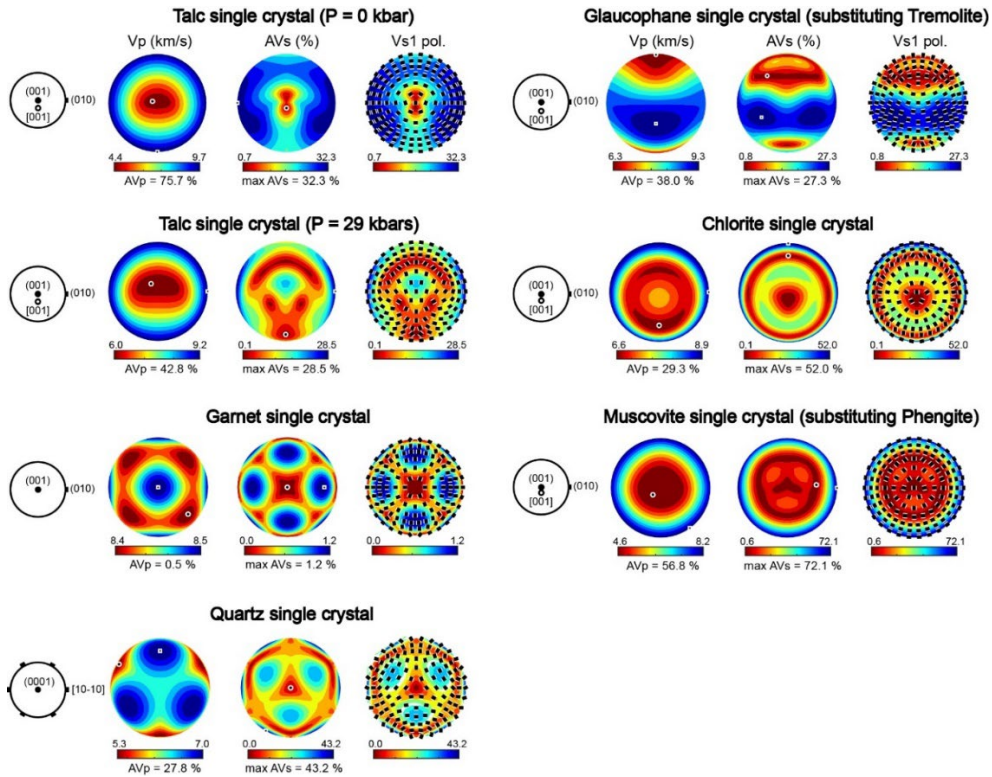 Talc single crystal (P = 0 kbar)
Vp (km/s) AVs (%) Vs1 pol.
(001)
[001]
(010)
4.4 9.7 0.7 32.3 0.7 32.3
AVp = 75.7 % max AVs = 32.3 %
Glaucophane single crystal (substituting Tremolite)
Vp (km/s) AVs (%) Vs1 pol.
(001)
[001]
(010)
6.3 9.3 0.8 27.3 0.8 27.3
AVp = 38.0 % max AVs = 27.3 %
Talc single crystal (P = 29 kbars)
(001)
[001]
(010)
6.0 9.2 0.1 28.5 0.1 28.5
AVp = 42.8 % max AVs = 28.5 %
Chlorite single crystal
(001)
[001]
(010)
6.6 8.9 0.1 52.0 0.1 52.0
AVp = 29.3 % max AVs = 52.0 %
Garnet single crystal
(001)
(010)
8.4 8.5 0.0 1.2 0.0 1.2
AVp = 0.5 % max AVs = 1.2 %
Muscovite single crystal (substituting Phengite)
(001)
[001]
(010)
4.6 8.2 0.6 72.1 0.6 72.1
AVp = 56.8 % max AVs = 72.1 %
Quartz single crystal
(0001)
[10-10]
5.3 7.0 0.0 43.2 0.0 43.2
AVp = 27.8 % max AVs = 43.2 %